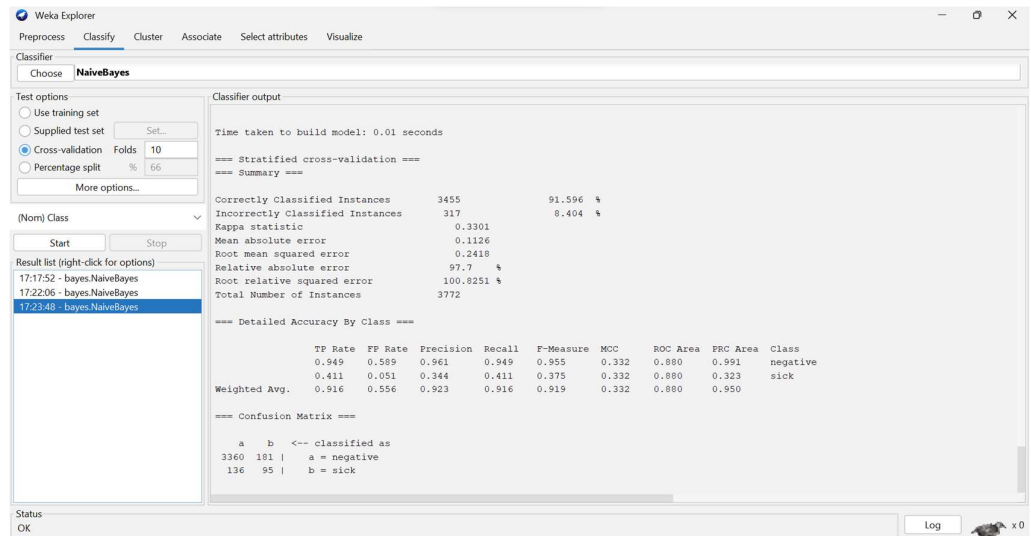 Weka Explorer
Preprocess Classify Cluster Associate Select attributes Visualize
Classifier
Choose NaiveBayes
Test options
Use training set
Supplied test set Set...
Cross-validation Folds 10
Percentage split % 66
More options...
(Nom) Class
Start Stop
Result list (right-click for options)
17:17:52 - bayes.NaiveBayes
17:22:06 - bayes.NaiveBayes
17:23:48 - bayes.NaiveBayes
Classifier output
Time taken to build model: 0.01 seconds
=== Stratified cross-validation ===
=== Summary ===
Correctly Classified Instances 3455 91.596 %
Incorrectly Classified Instances 317 8.404 %
Kappa statistic 0.3301
Mean absolute error 0.1126
Root mean squared error 0.2418
Relative absolute error 97.7 %
Root relative squared error 100.8251 %
Total Number of Instances 3772
=== Detailed Accuracy By Class ===
TP Rate FP Rate Precision Recall F-Measure MCC ROC Area PRC Area Class
0.949 0.589 0.961 0.949 0.955 0.332 0.880 0.991 negative
0.411 0.051 0.344 0.411 0.375 0.332 0.880 0.323 sick
Weighted Avg. 0.916 0.556 0.923 0.916 0.919 0.332 0.880 0.950
=== Confusion Matrix ===
a b <-- classified as
3360 181 | a = negative
136 95 | b = sick
Status
OK
Log x 0